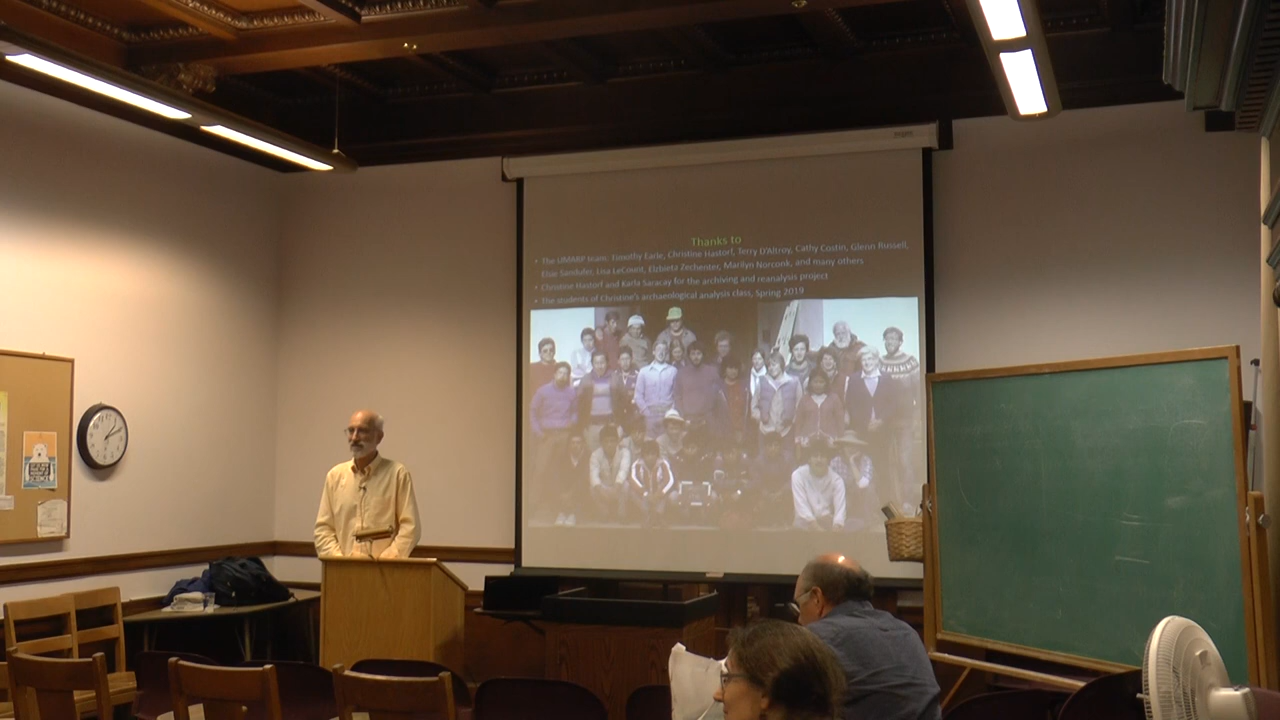 Thanks to
• The UMARP team: Timothy Earle, Christine Hastorf, Terry D'Altroy, Cathy Costin, Glenn Russell,
Elsie Sandefur, Lisa LeCount, Elzbieta Zechenter, Marilyn Norconk, and many others
• Christine Hastorf and Karla Saracay for the archiving and reanalysis project
• The students of Christine's archaeological analysis class, Spring 2019
SCIENCE